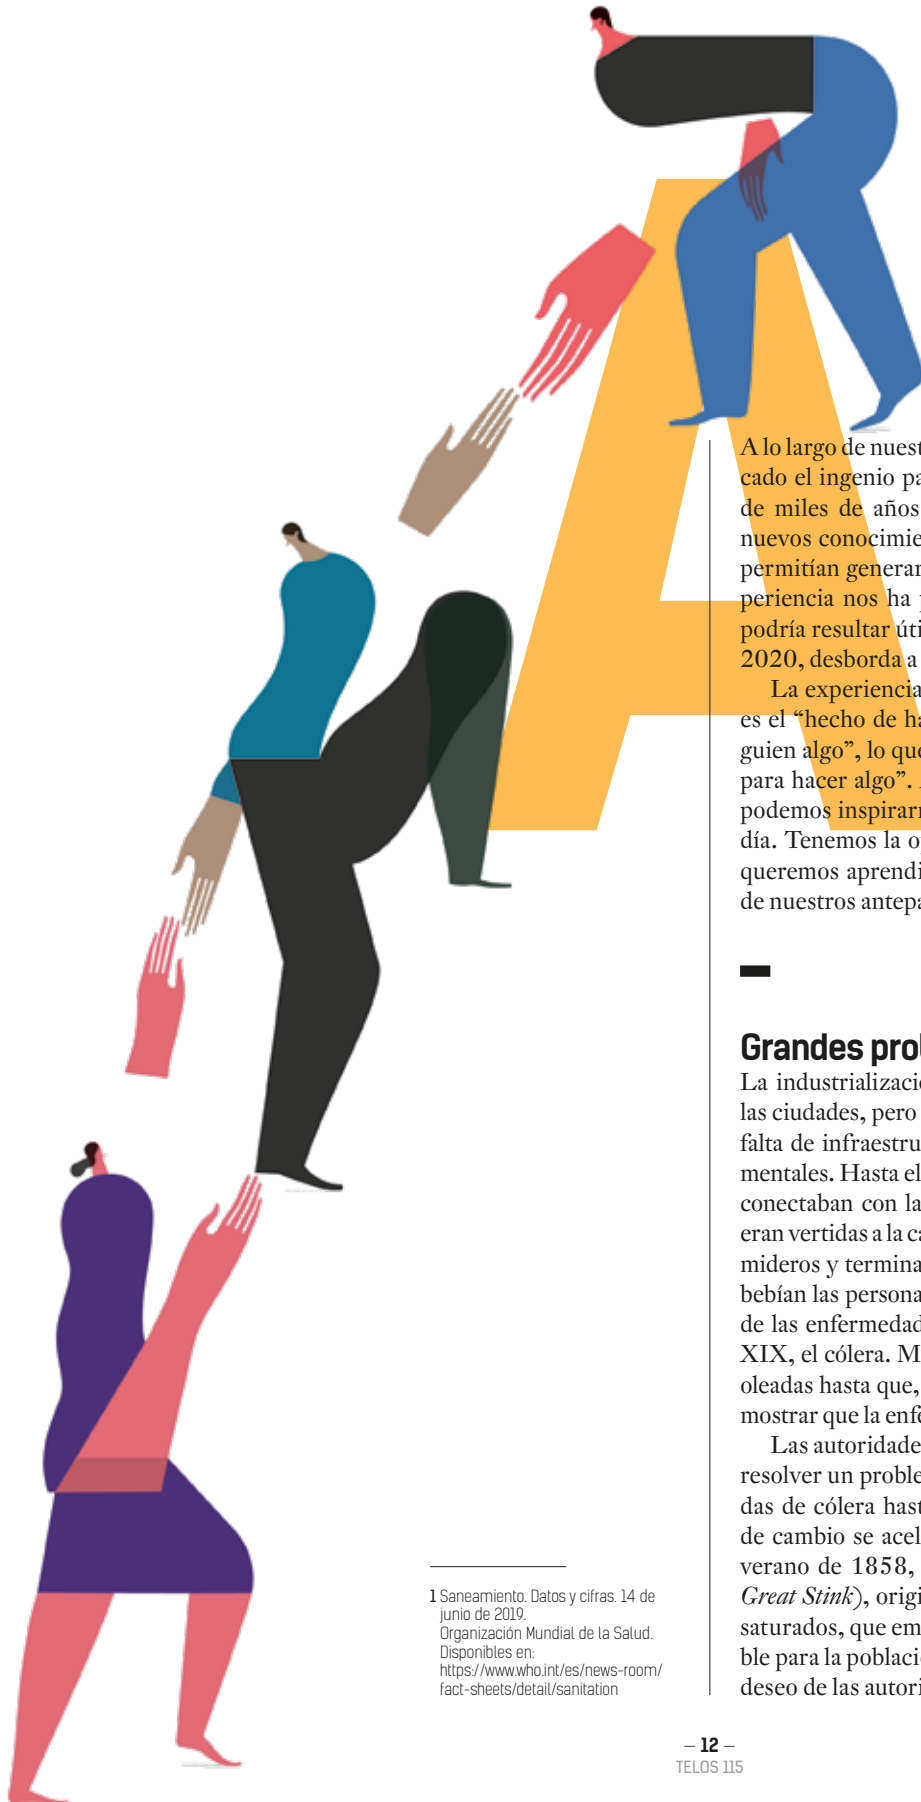 A lo largo de nuest
cado el ingenio pa
de miles de años
nuevos conocimie
permitían generar
periencia nos ha p
podría resultar úti
2020, desborda a
La experiencia
es el “hecho de ha
guien algo”, lo que
para hacer algo”.
podemos inspirarn
día. Tenemos la o
queremos aprendi
de nuestros antepa
Grandes prob
La industrializació
las ciudades, pero
falta de infraestru
mentales. Hasta el
conectaban con la
eran vertidas a la ca
mideros y termina
bebían las persona
de las enfermedad
XIX, el cólera. M
oleadas hasta que,
mostrar que la enfe
Las autoridade
resolver un proble
das de cólera hast
de cambio se acel
verano de 1858,
Great Stink), origi
saturados, que em
ble para la població
deseo de las autori
1 Saneamiento. Datos y cifras. 14 de
junio de 2019.
Organización Mundial de la Salud.
Disponibles en:
https://www.who.int/es/news-room/
fact-sheets/detail/sanitation
– 12 –
TELOS 115